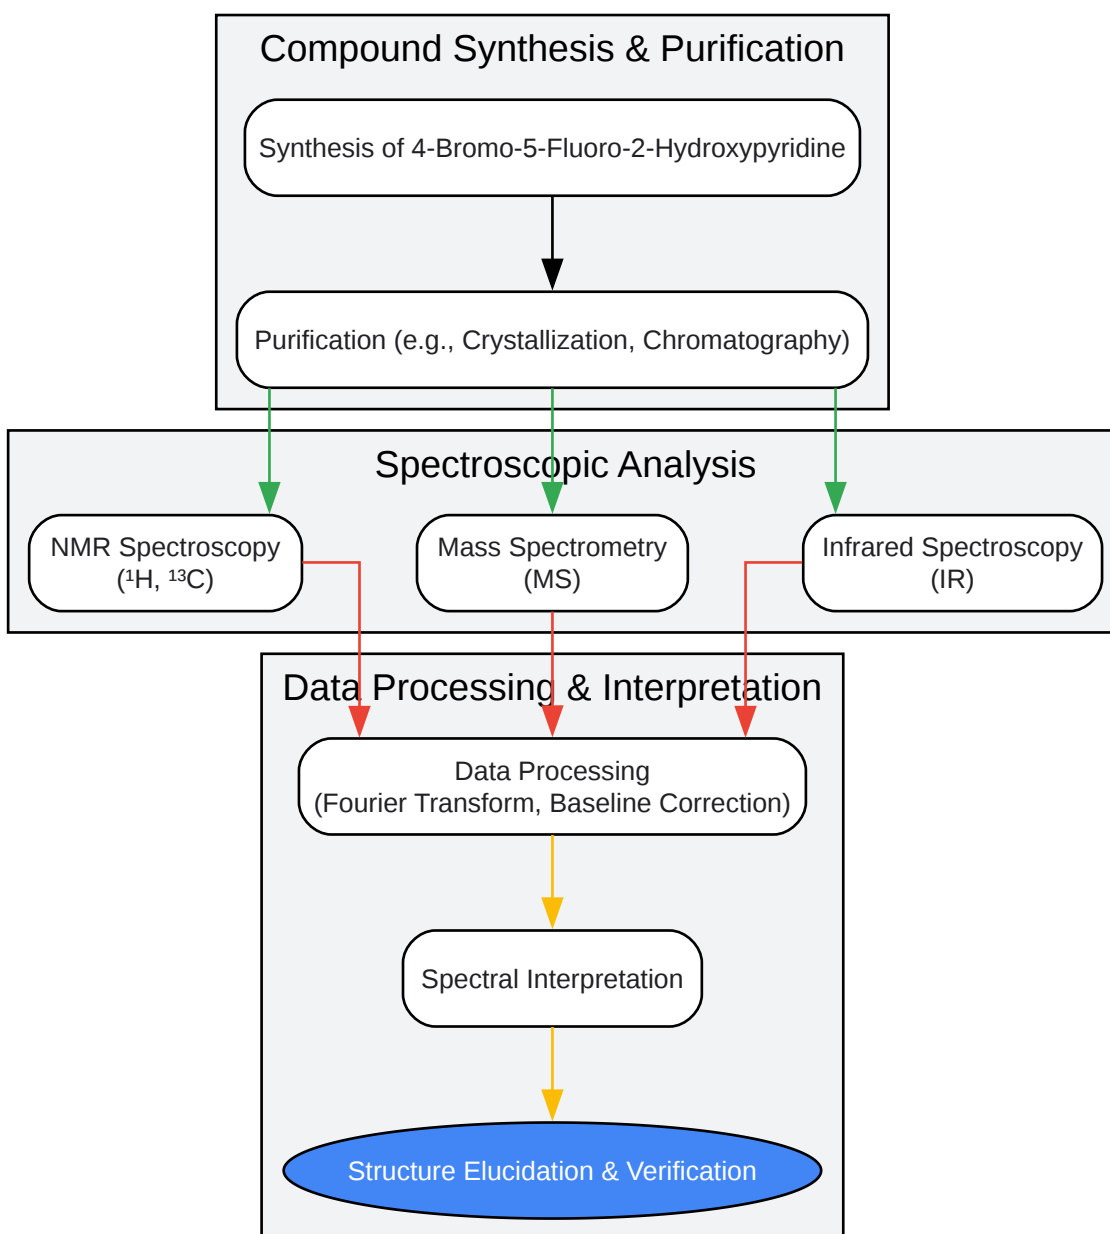 Compound Synthesis & Purification
Synthesis of 4-Bromo-5-Fluoro-2-Hydroxypyridine
Purification (e.g., Crystallization, Chromatography)
Spectroscopic Analysis
NMR Spectroscopy
(¹H, ¹³C)
Mass Spectrometry
(MS)
Infrared Spectroscopy
(IR)
Data Processing & Interpretation
Data Processing
(Fourier Transform, Baseline Correction)
Spectral Interpretation
Structure Elucidation & Verification